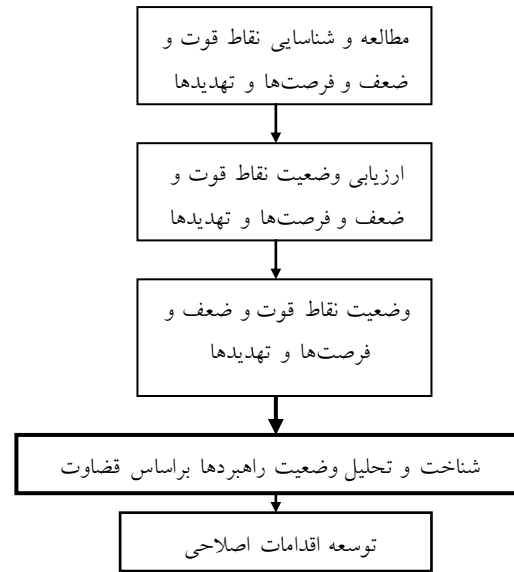 مطالعه و شناسایی نقاط قوت و
ضعف و فرصت‌ها و تهدیدها
ارزیابی وضعیت نقاط قوت و
ضعف و فرصت‌ها و تهدیدها
وضعیت نقاط قوت و ضعف و
فرصت‌ها و تهدیدها
شناخت و تحلیل وضعیت راهبردها براساس قضاوت
توسعه اقدامات اصلاحی